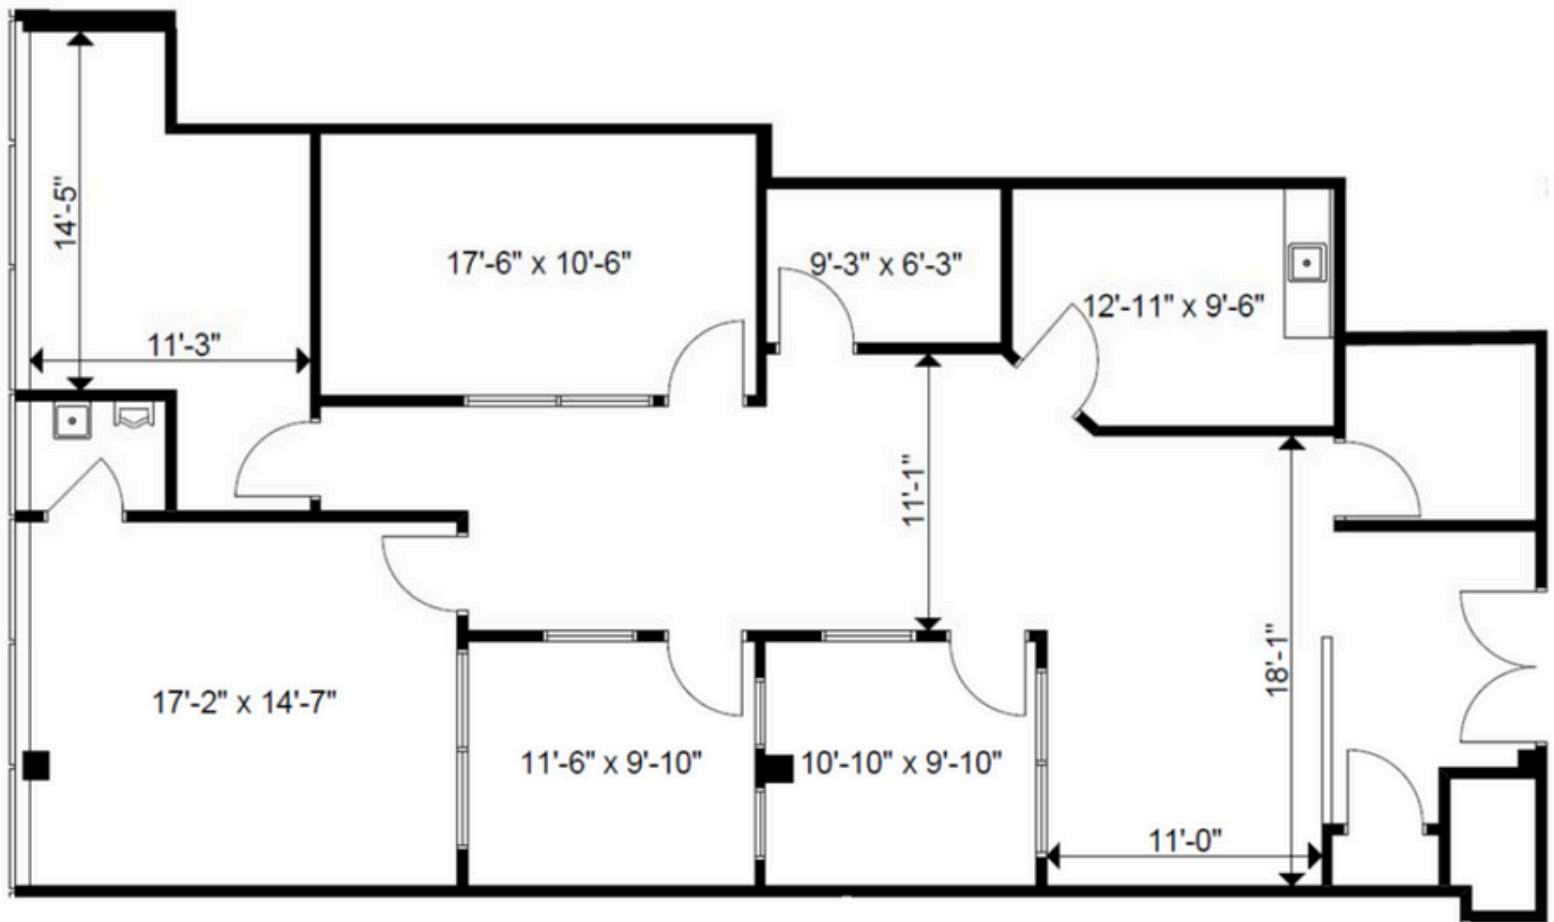 14'-5"
17'-6" x 10'-6"
9'-3" x 6'-3"
12'-11" x 9'-6"
11'-3"
11'-1"
18'-1"
17'-2" x 14'-7"
11'-6" x 9'-10"
10'-10" x 9'-10"
11'-0"